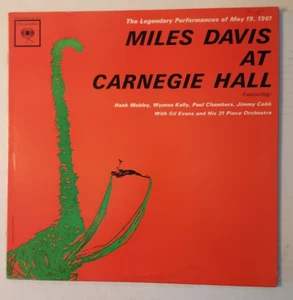 The Legendary Performances of May 19, 1961
MILES DAVIS
AT
CARNEGIE HALL
Featuring:
Hank Mobley, Wynton Kelly, Paul Chambers, Jimmy Cobb
With Gil Evans and His 21 Piece Orchestra